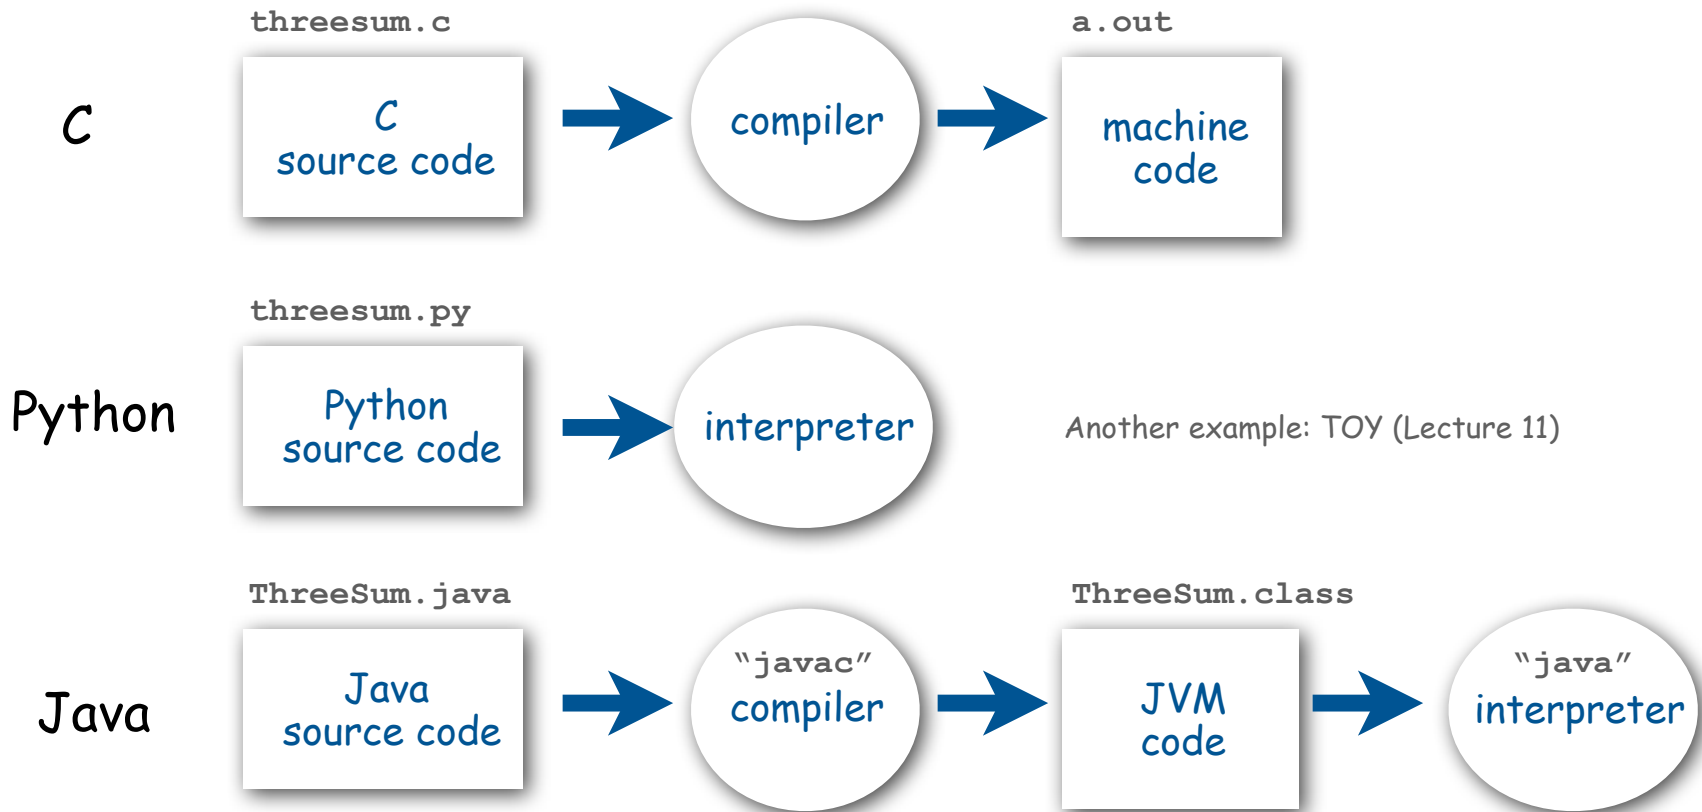 threesum.c
a.out
C
C
source code
compiler
machine
code
threesum.py
Python
Python
source code
interpreter
Another example: TOY (Lecture 11)
ThreeSum.java
ThreeSum.class
Java
Java
source code
“javac”
compiler
JVM
code
“java”
interpreter